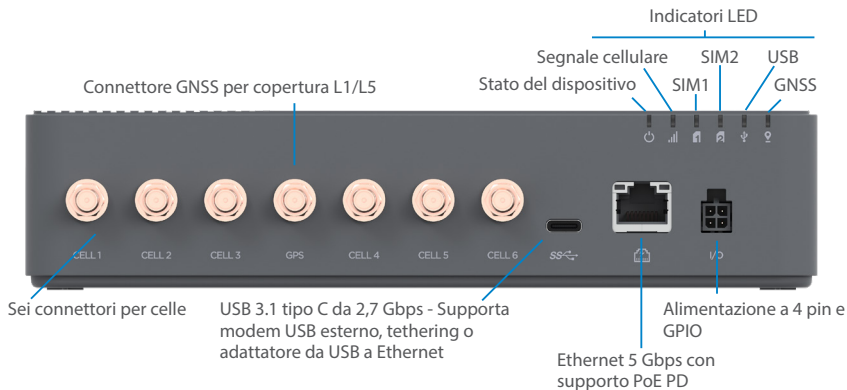 Indicatori LED
Segnale cellulare
SIM2
USB
Connettore GNSS per copertura L1/L5
Stato del dispositivo
SIM1
GNSS
1
2
CELL 1
CELL 2
CELL 3
GPS
CELL 4
CELL 5
CELL 6
SS
I/O
Sei connettori per celle
USB 3.1 tipo C da 2,7 Gbps - Supporta
modem USB esterno, tethering o
adattatore da USB a Ethernet
Alimentazione a 4 pin e
GPIO
Ethernet 5 Gbps con
supporto PoE PD